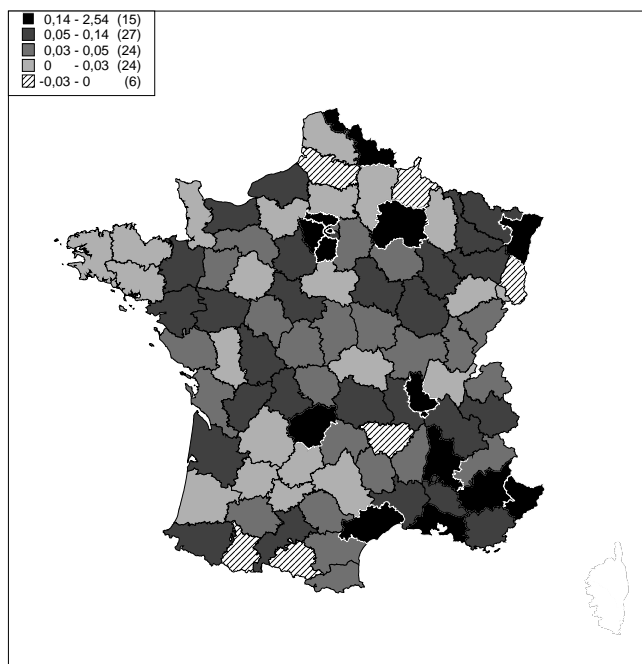 0,14 - 2,54 (15)
0,05 - 0,14 (27)
0,03 - 0,05 (24)
0 - 0,03 (24)
-0,03 - 0 (6)